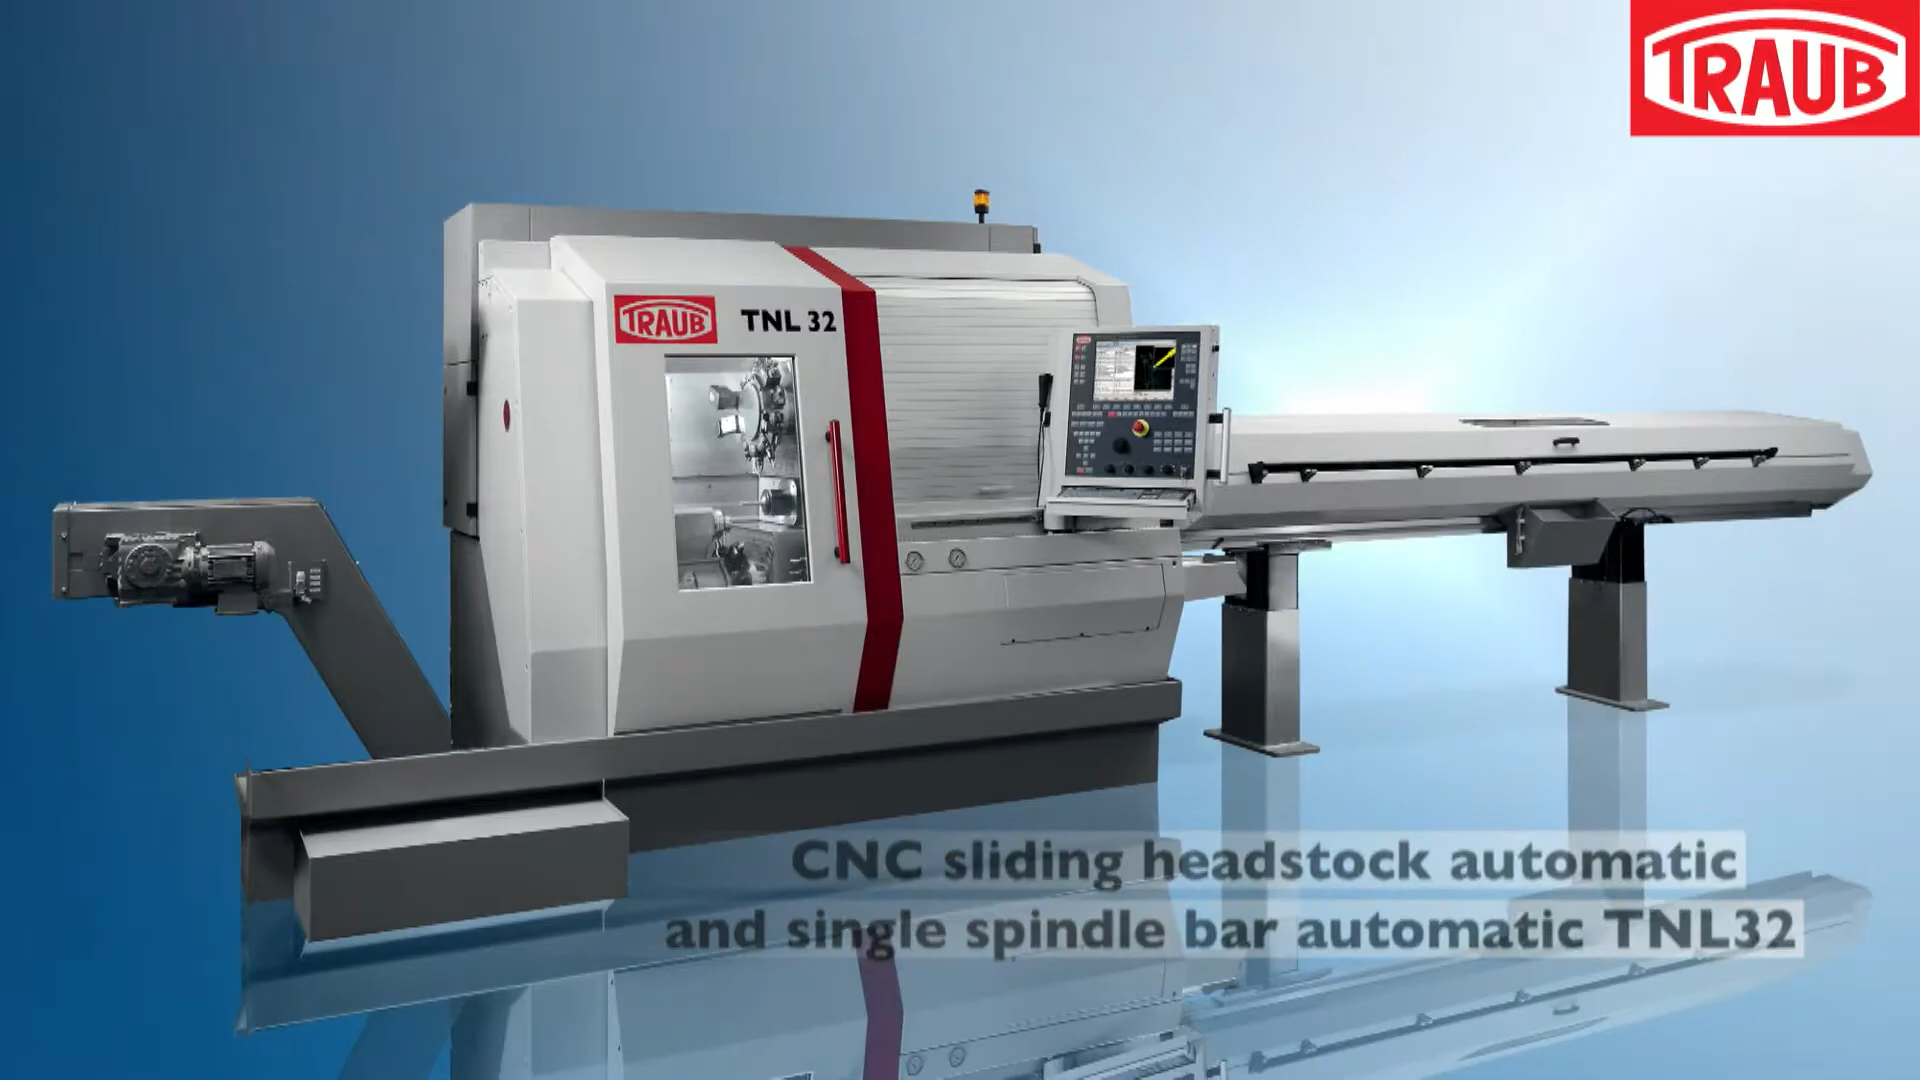 TRAUB
TRAUB TNL 32
CNC sliding headstock automatic
and single spindle bar automatic TNL32